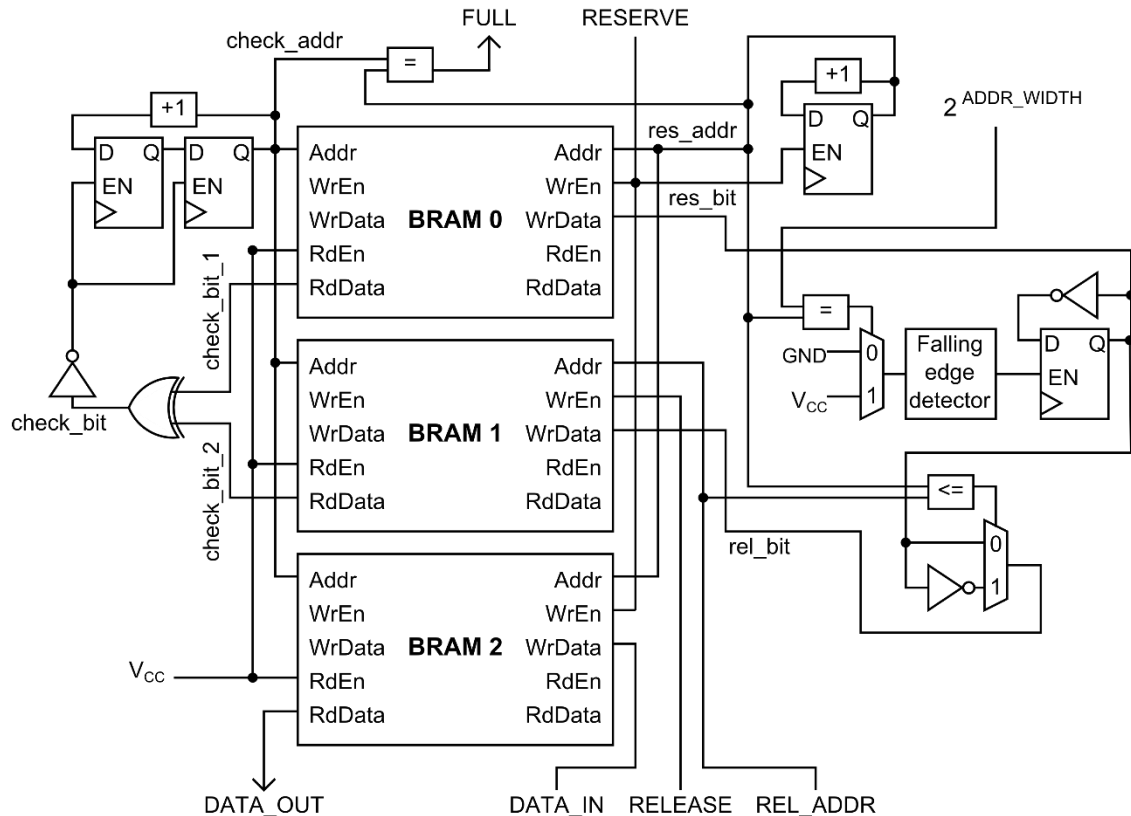 FULL
RESERVE
check_addr
=
+1
+1
2 ADDR_WIDTH
D Q
EN
D Q
EN
D Q
EN
res_addr
res_bit
Addr
WrEn
WrData
RdEn
RdData
BRAM 0
Addr
WrEn
WrData
RdEn
RdData
check_bit_1
check_bit
check_bit_2
=
GND
VCC
0
1
Falling
edge
detector
D Q
EN
Addr
WrEn
WrData
RdEn
RdData
BRAM 1
Addr
WrEn
WrData
RdEn
RdData
rel_bit
<=
0
1
Addr
WrEn
WrData
RdEn
RdData
BRAM 2
Addr
WrEn
WrData
RdEn
RdData
VCC
DATA_OUT
DATA_IN
RELEASE
REL_ADDR